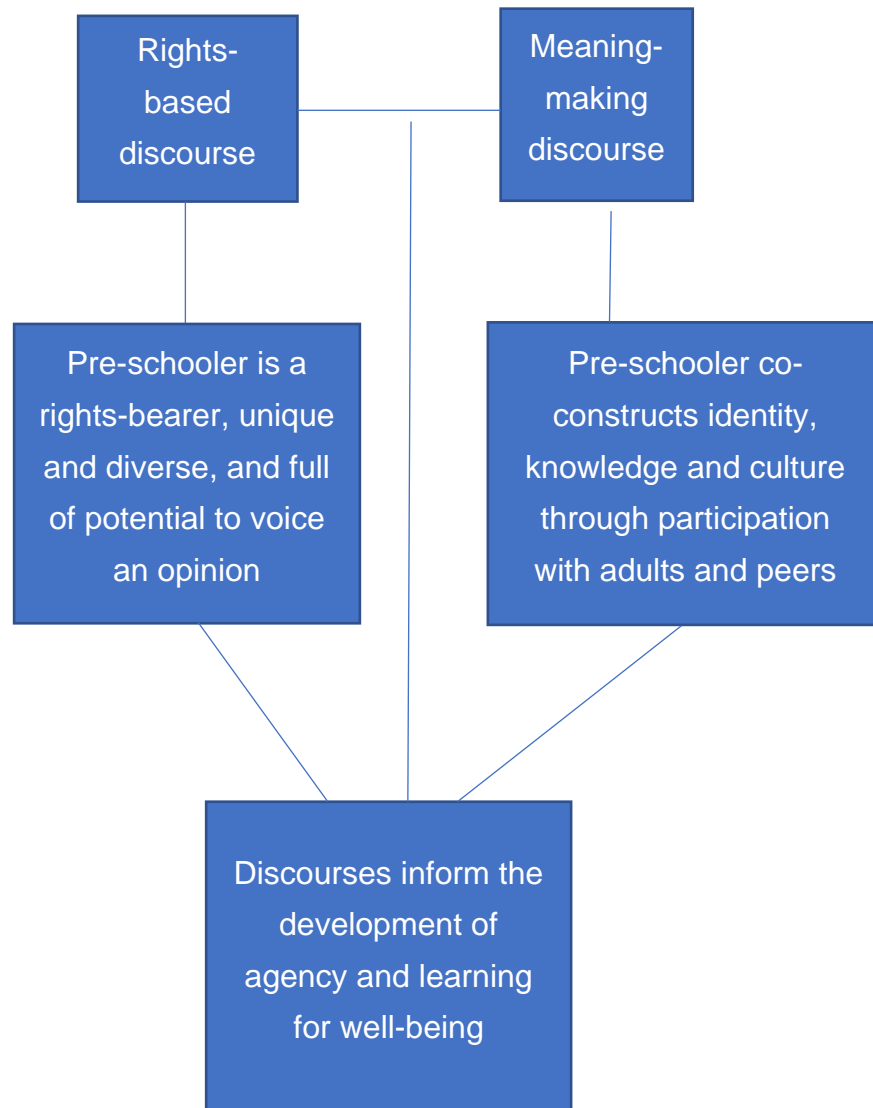 Rights-
based
discourse
Meaning-
making
discourse
Pre-schooler is a
rights-bearer, unique
and diverse, and full
of potential to voice
an opinion
Pre-schooler co-
constructs identity,
knowledge and culture
through participation
with adults and peers
Discourses inform the
development of
agency and learning
for well-being